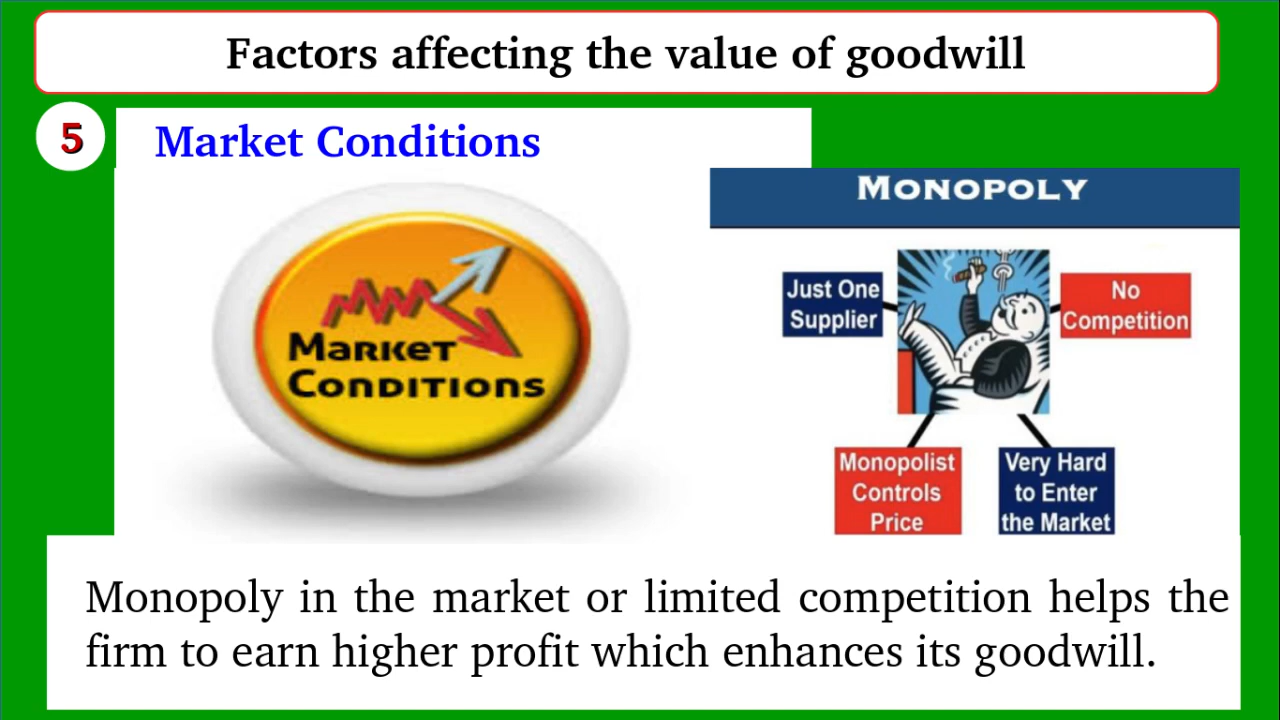 Factors affecting the value of goodwill
5
Market Conditions
MARKET
CONDITIONS
MONOPOLY
Just One
Supplier
No
Competition
Monopolist
Controls
Price
Very Hard
to Enter
the Market
Monopoly in the market or limited competition helps the
firm to earn higher profit which enhances its goodwill.